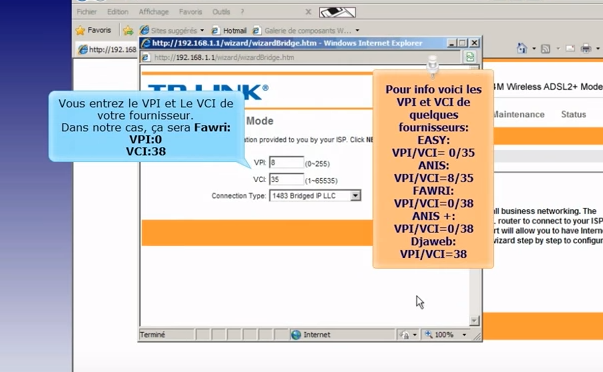 Fichier Edition Affichage Favoris Outils ? X
Favoris Sites suggérés Hotmail Galerie de composants W...
http://192.168
http://192.168.1.1/wizard/wizardBridge.htm - Windows Internet Explorer
http://192.168.1.1/wizard/wizardBridge.htm
TP-LINK®
M Wireless ADSL2+ Mod
Maintenance Status
Mode
ation provided to you by your ISP. Click
VPI: 8 (0~255)
VCI: 35 (1~65535)
Connection Type: 1483 Bridged IP LLC
Vous entrez le VPI et Le VCI de
votre fournisseur.
Dans notre cas, ça sera Fawri:
VPI:0
VCI:38
Pour info voici les
VPI et VCI de
quelques
fournisseurs:
EASY:
VPI/VCI= 0/35
ANIS:
VPI/VCI=8/35
FAWRI:
VPI/VCI=0/38
ANIS +:
VPI/VCI=0/38
Djaweb:
VPI/VCI=38
all business networking. The
router to connect to your ISP
rt will allow you to have Intern
wizard step by step to configur
Terminé Internet 100%